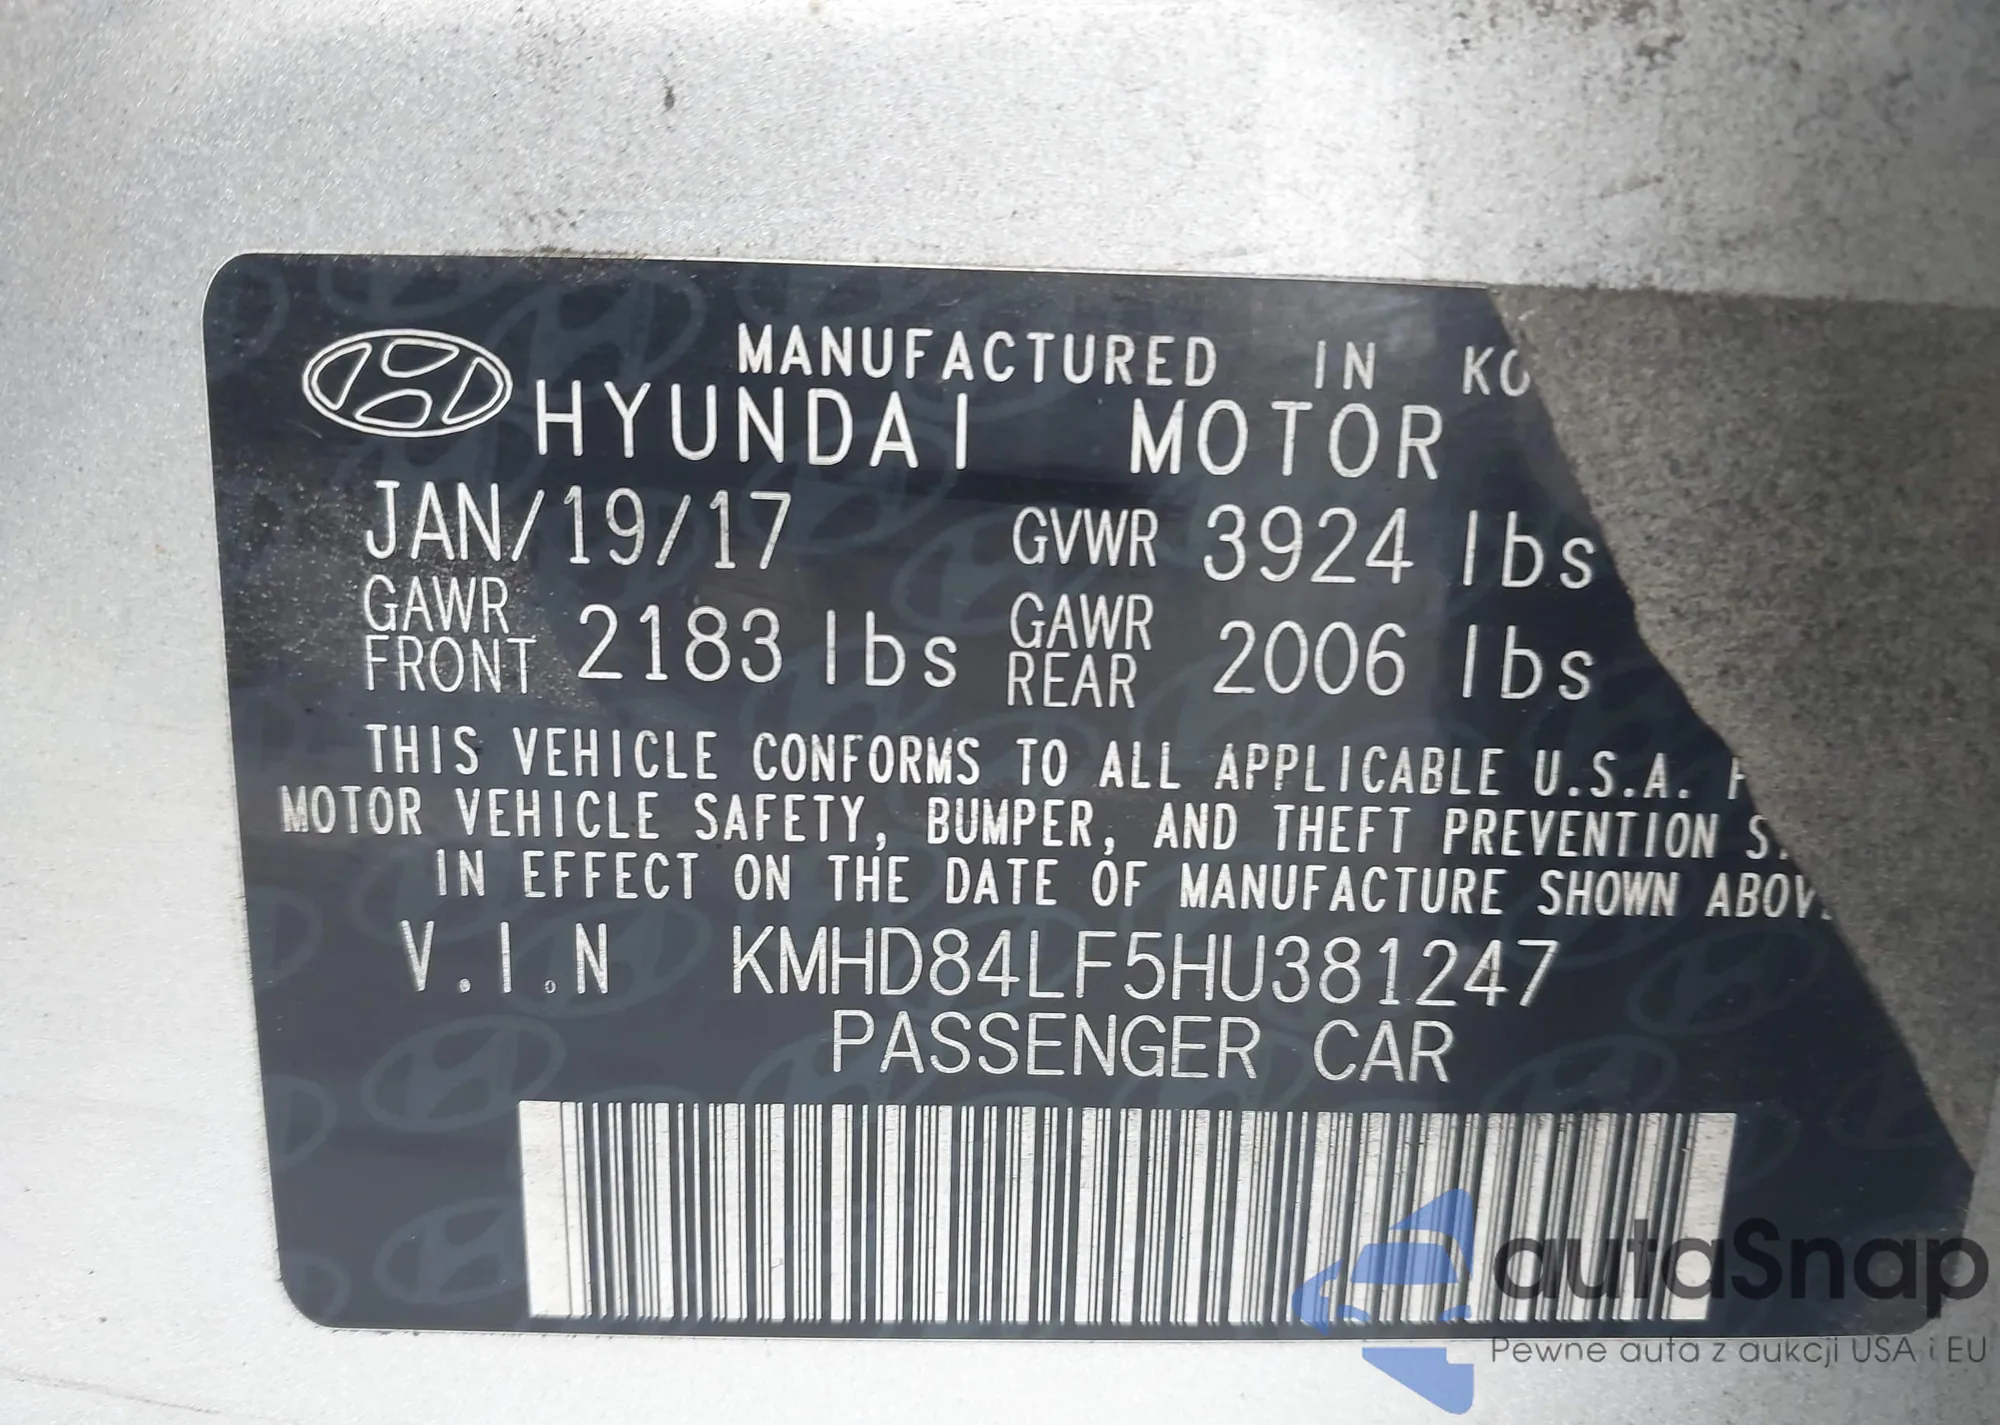 MANUFACTURED IN KO
HYUNDAI MOTOR
JAN/19/17 GVWR 3924 lbs
GAWR FRONT 2183 lbs GAWR REAR 2006 lbs
THIS VEHICLE CONFORMS TO ALL APPLICABLE U.S.A. F
MOTOR VEHICLE SAFETY, BUMPER, AND THEFT PREVENTION S
IN EFFECT ON THE DATE OF MANUFACTURE SHOWN ABOV
V.I.N KMHD84LF5HU381247
PASSENGER CAR
autaSnap
Pewne auta z aukcji USA i EU